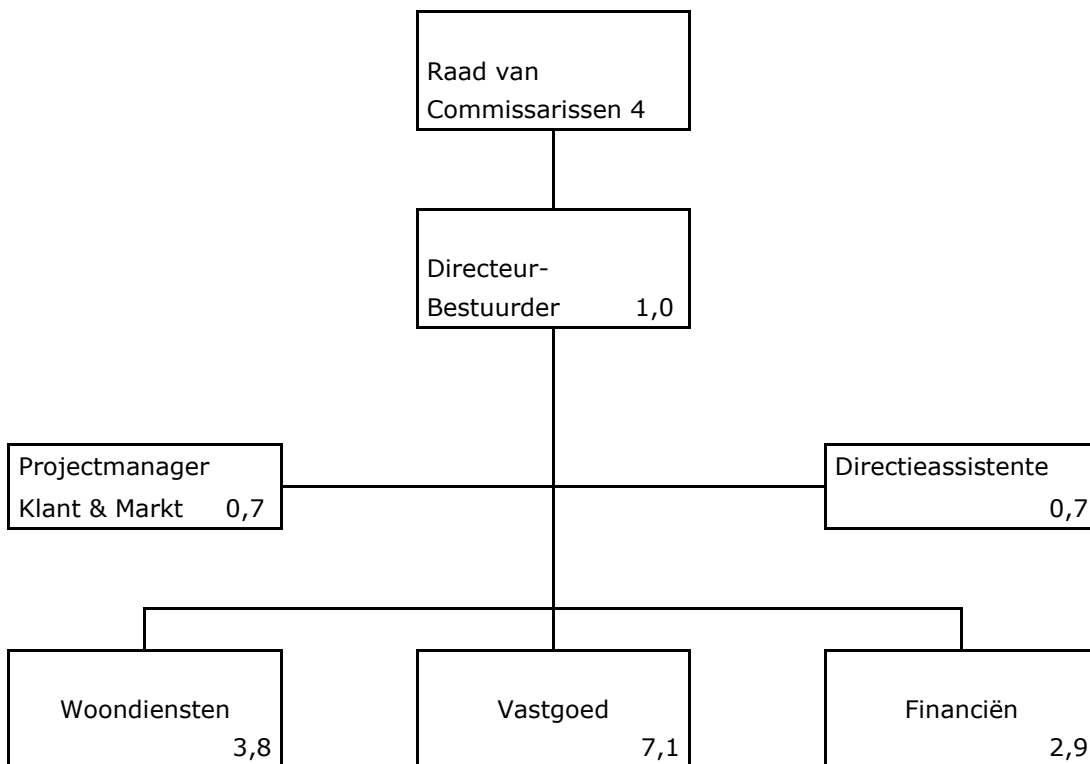 Raad van
Commissarissen 4
Directeur-
Bestuurder 1,0
Projectmanager
Klant & Markt 0,7
Directieassistente
0,7
Woondiensten
3,8
Vastgoed
7,1
Financiën
2,9